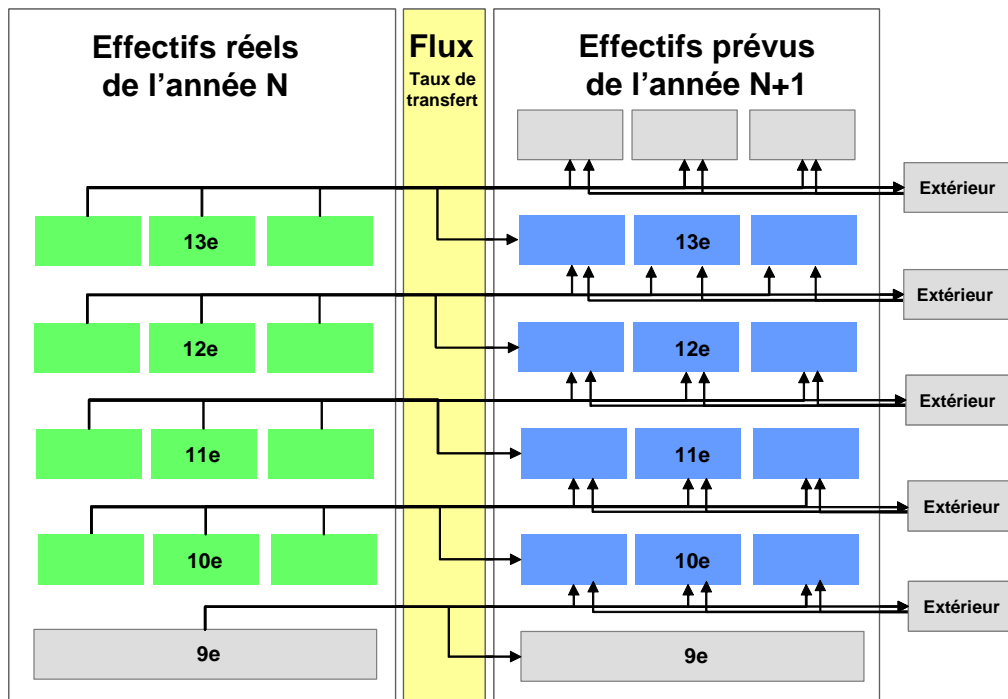 Effectifs réels
de l'année N
Flux
Taux de
transfert
Effectifs prévus
de l'année N+1
Extérieur
13e
13e
Extérieur
12e
12e
Extérieur
11e
11e
Extérieur
10e
10e
Extérieur
9e
9e